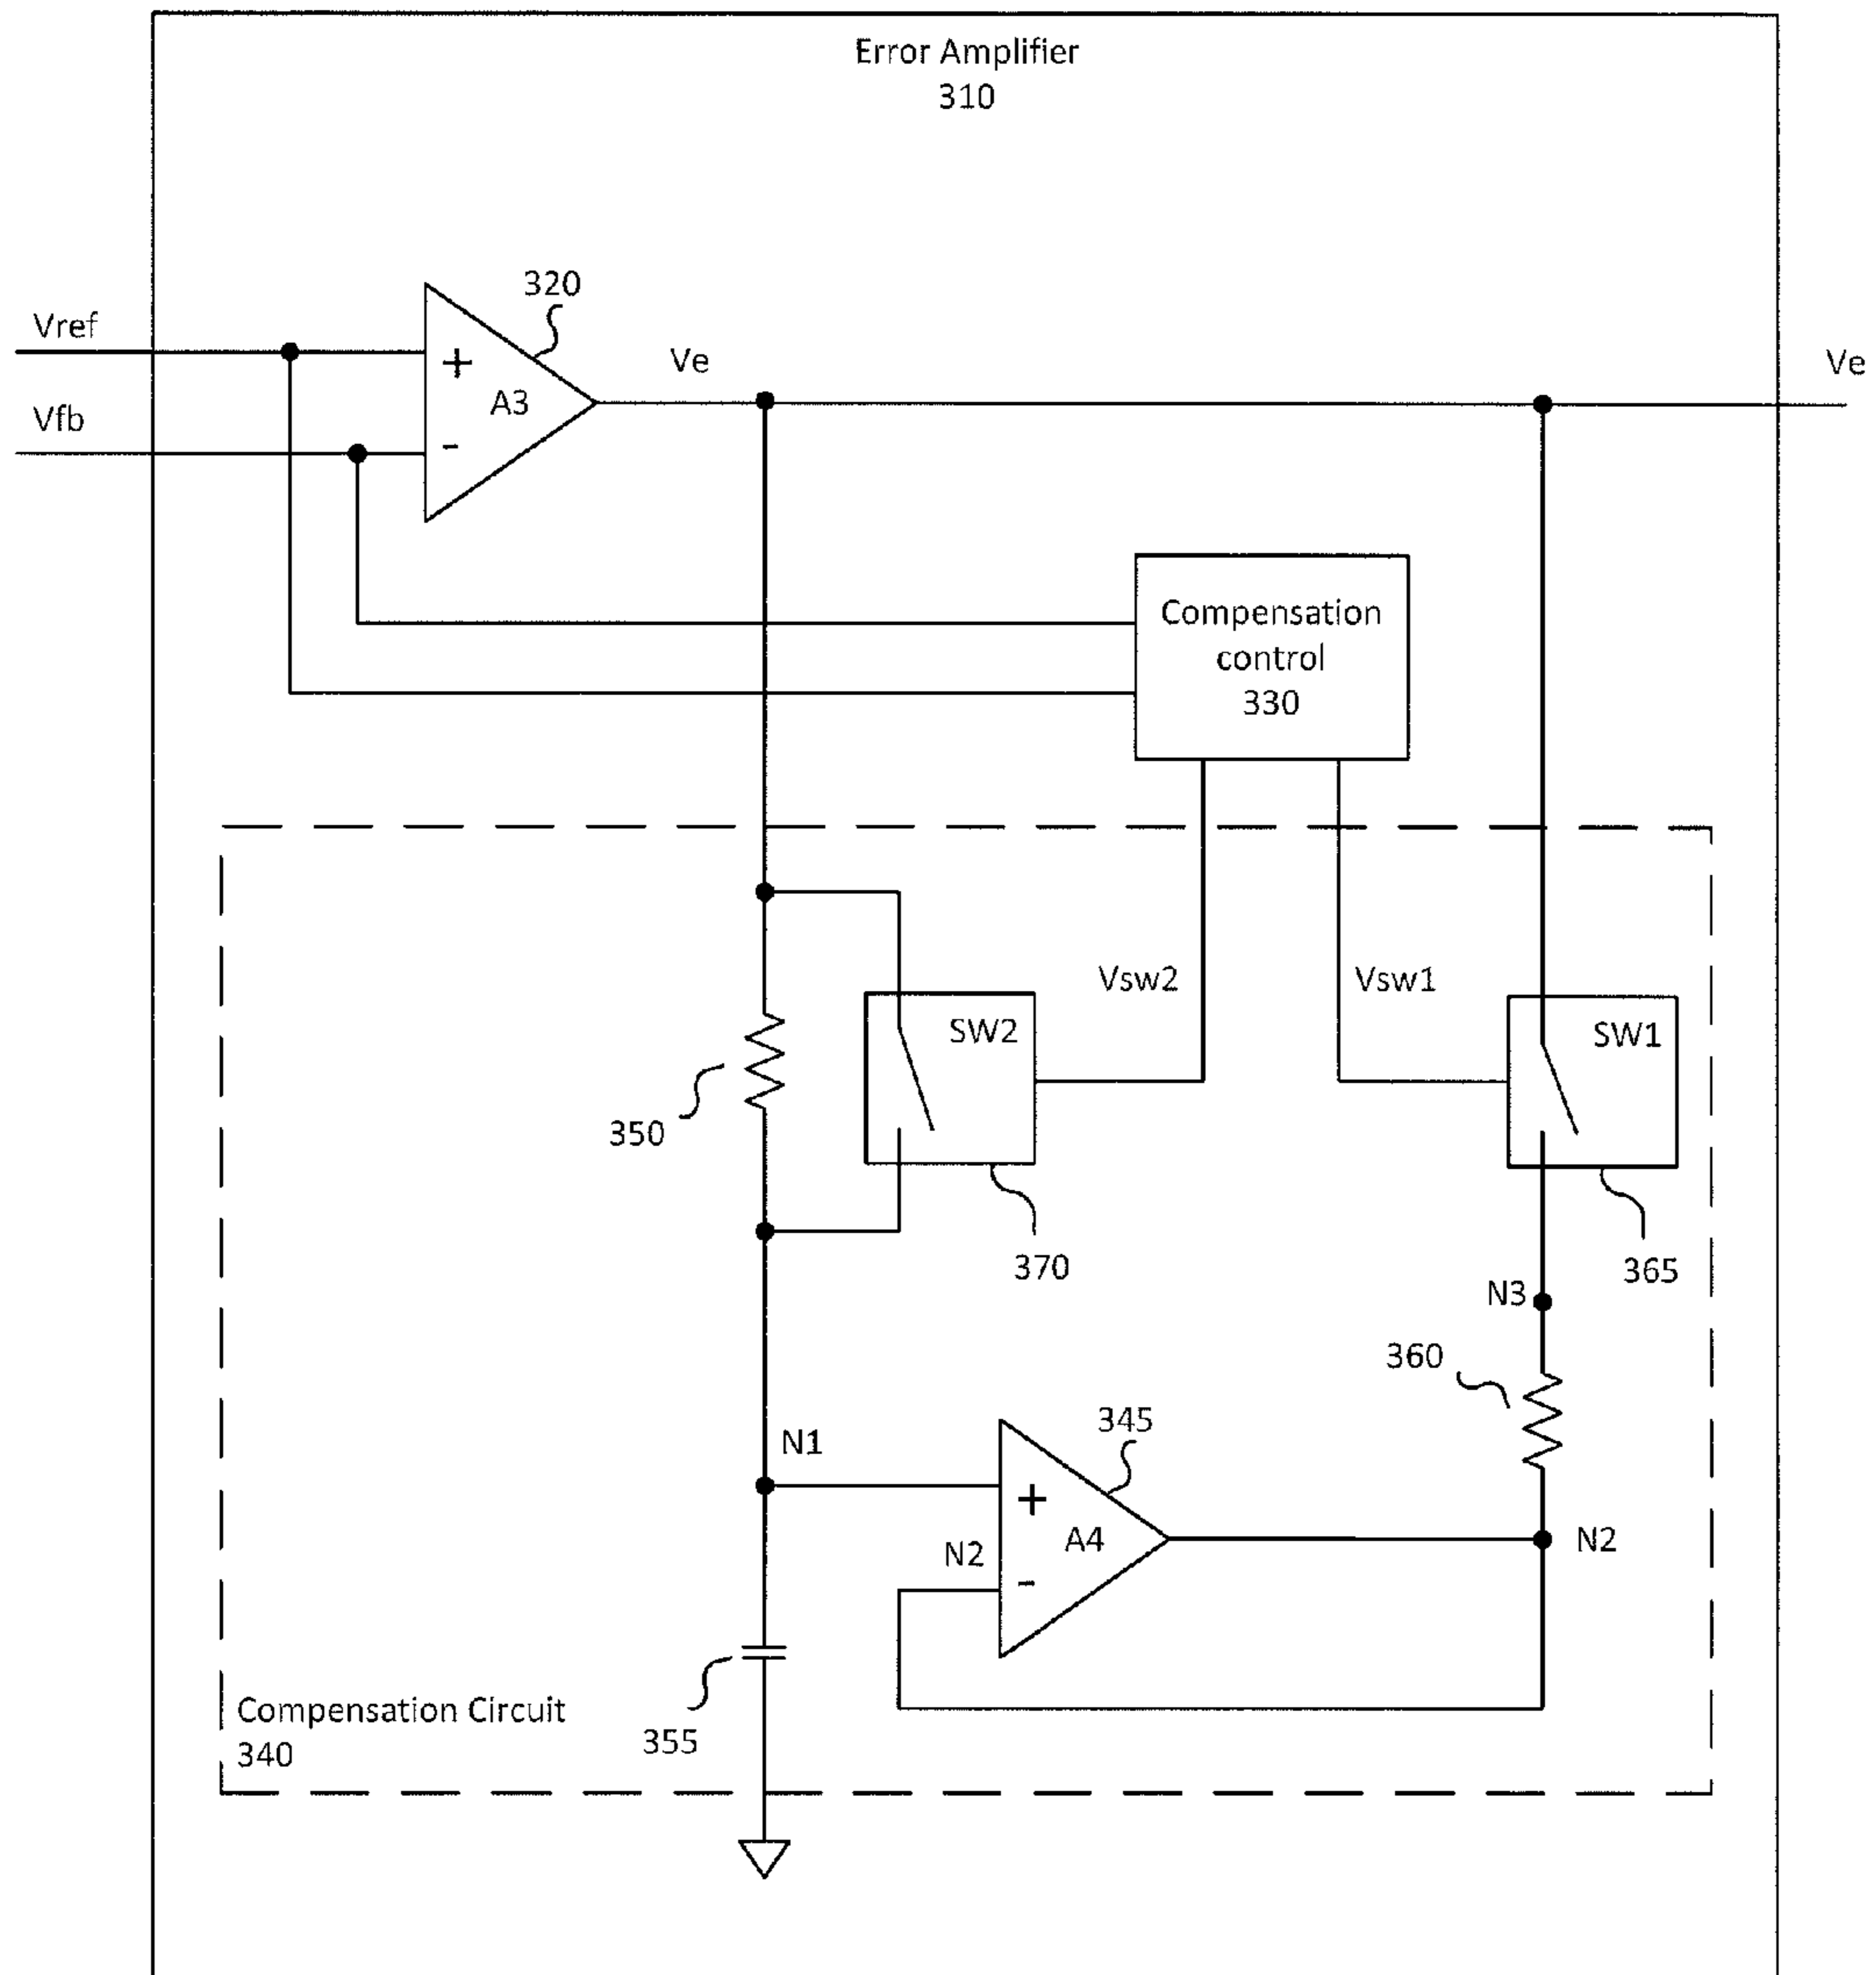 Error Amplifier
310
320
Vref
Ve
Ve
+
A3
Vfb
-
Compensation
control
330
Vsw2
Vsw1
SW2
SW1
350
370
365
N3
360
345
N1
+
A4
N2
N2
-
Compensation Circuit
340
355